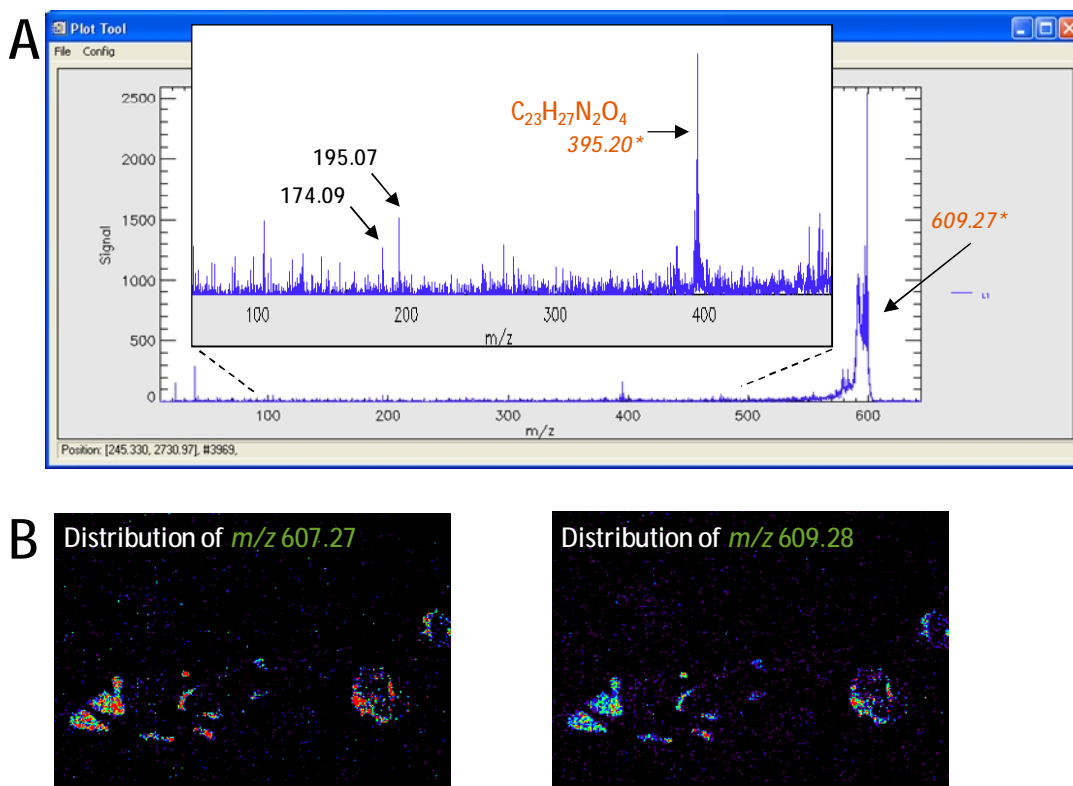 A
Plot Tool
File Config
C₂₃H₂₇N₂O₄
395.20*
195.07
174.09
609.27*
2500
2000
1500
1000
500
0
Signal
100 200 300 400
m/z
L1
100 200 300 400 500 600
m/z
Position: [245.330, 2730.97], #3969,
B
Distribution of m/z 607.27
Distribution of m/z 609.28